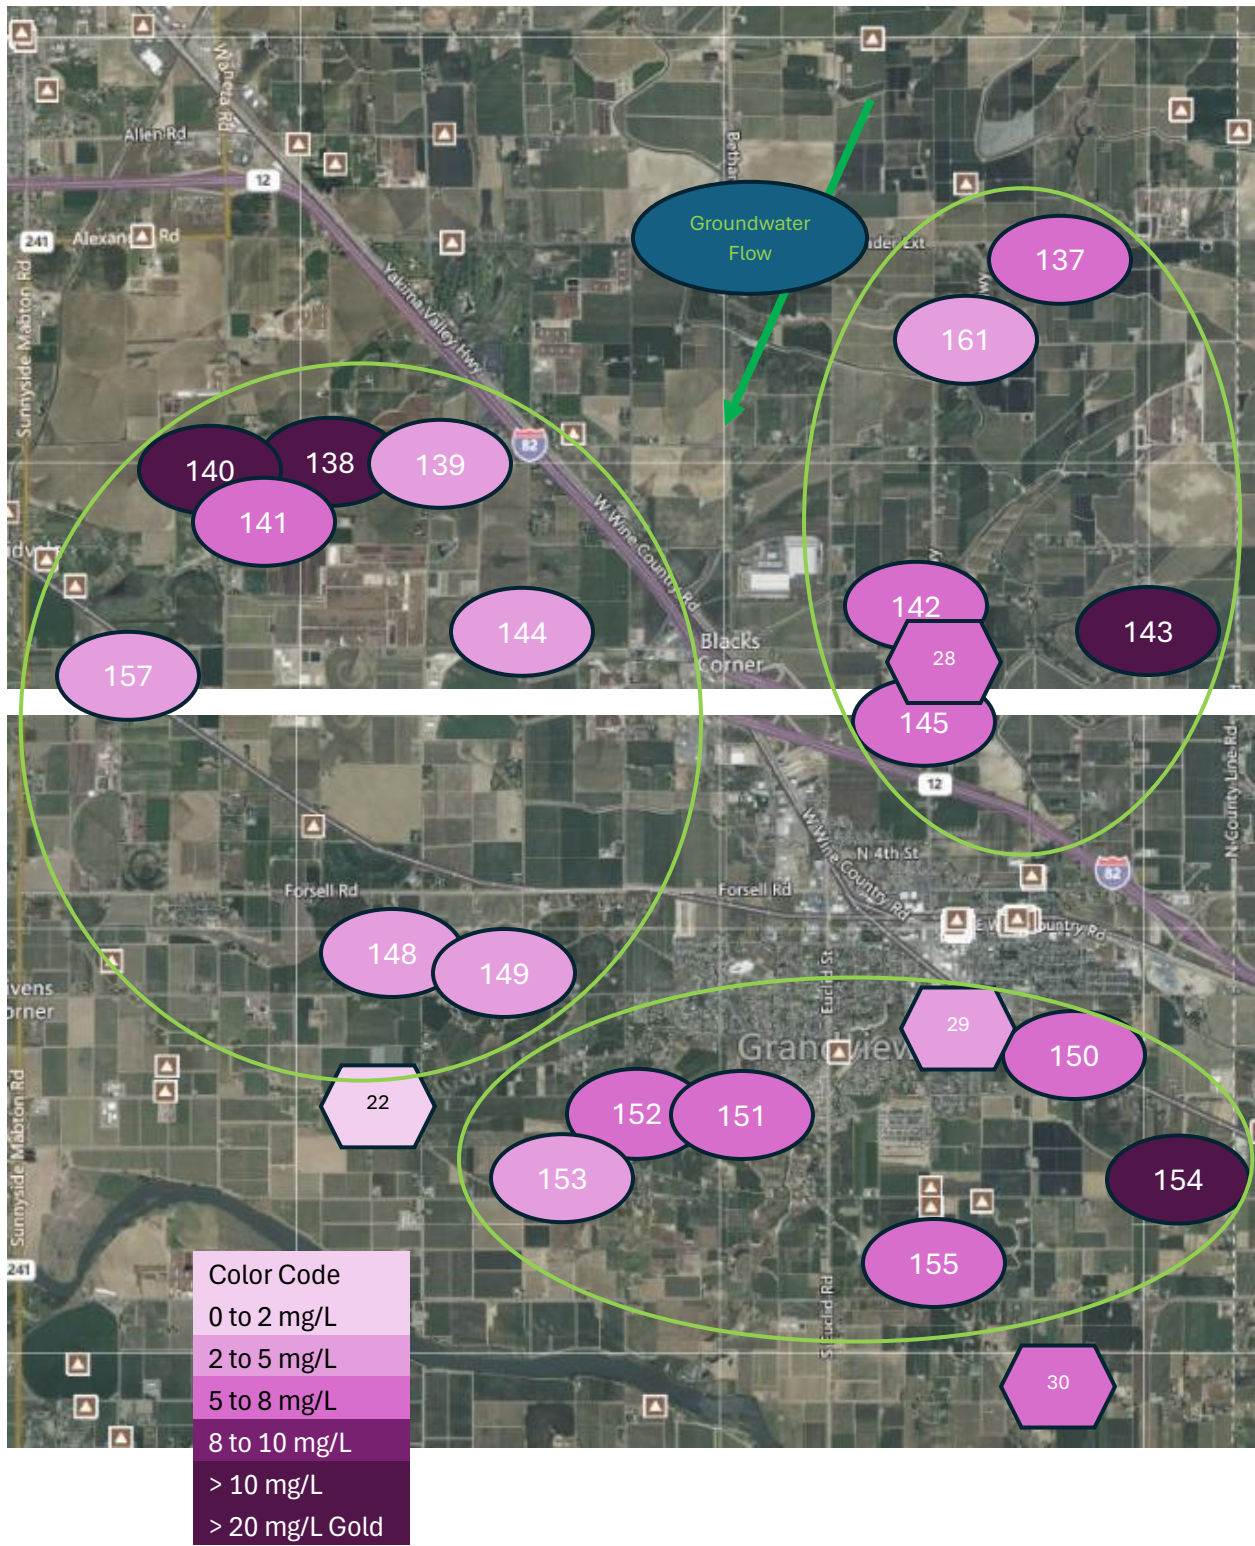 Waneta Rd
Allen Rd
12
Groundwater
Flow
241
Rd
137
161
Yakima Valley Hwy
Sunnyside Mabton Rd
82
140
138
139
141
W Wine Country Rd
142
28
143
144
Blacks
Corner
157
145
12
N County Line Rd
W Wine Country Rd
N 4th St
82
Forsell Rd
Forsell Rd
148
149
Euclid St
29
150
Grandview
22
152
151
153
154
Sunnyside Mabton Rd
155
241
S Euclid Rd
30
Color Code
0 to 2 mg/L
2 to 5 mg/L
5 to 8 mg/L
8 to 10 mg/L
> 10 mg/L
> 20 mg/L Gold